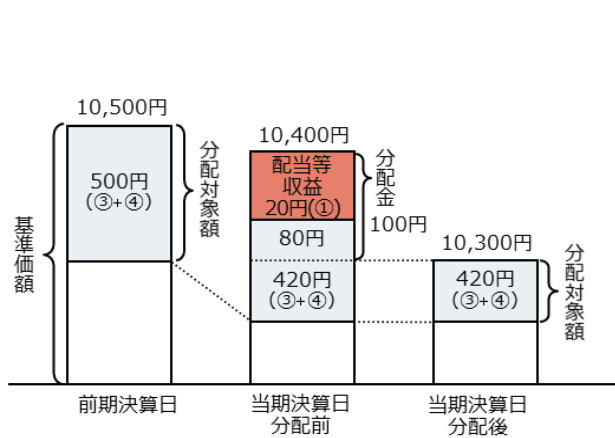 10,500円
500円
(③+④)
分配対象額
基準価額
前期決算日
10,400円
配当等
収益
20円(①)
80円
420円
(③+④)
分配金
100円
当期決算日
分配前
10,300円
420円
(③+④)
分配対象額
当期決算日
分配後